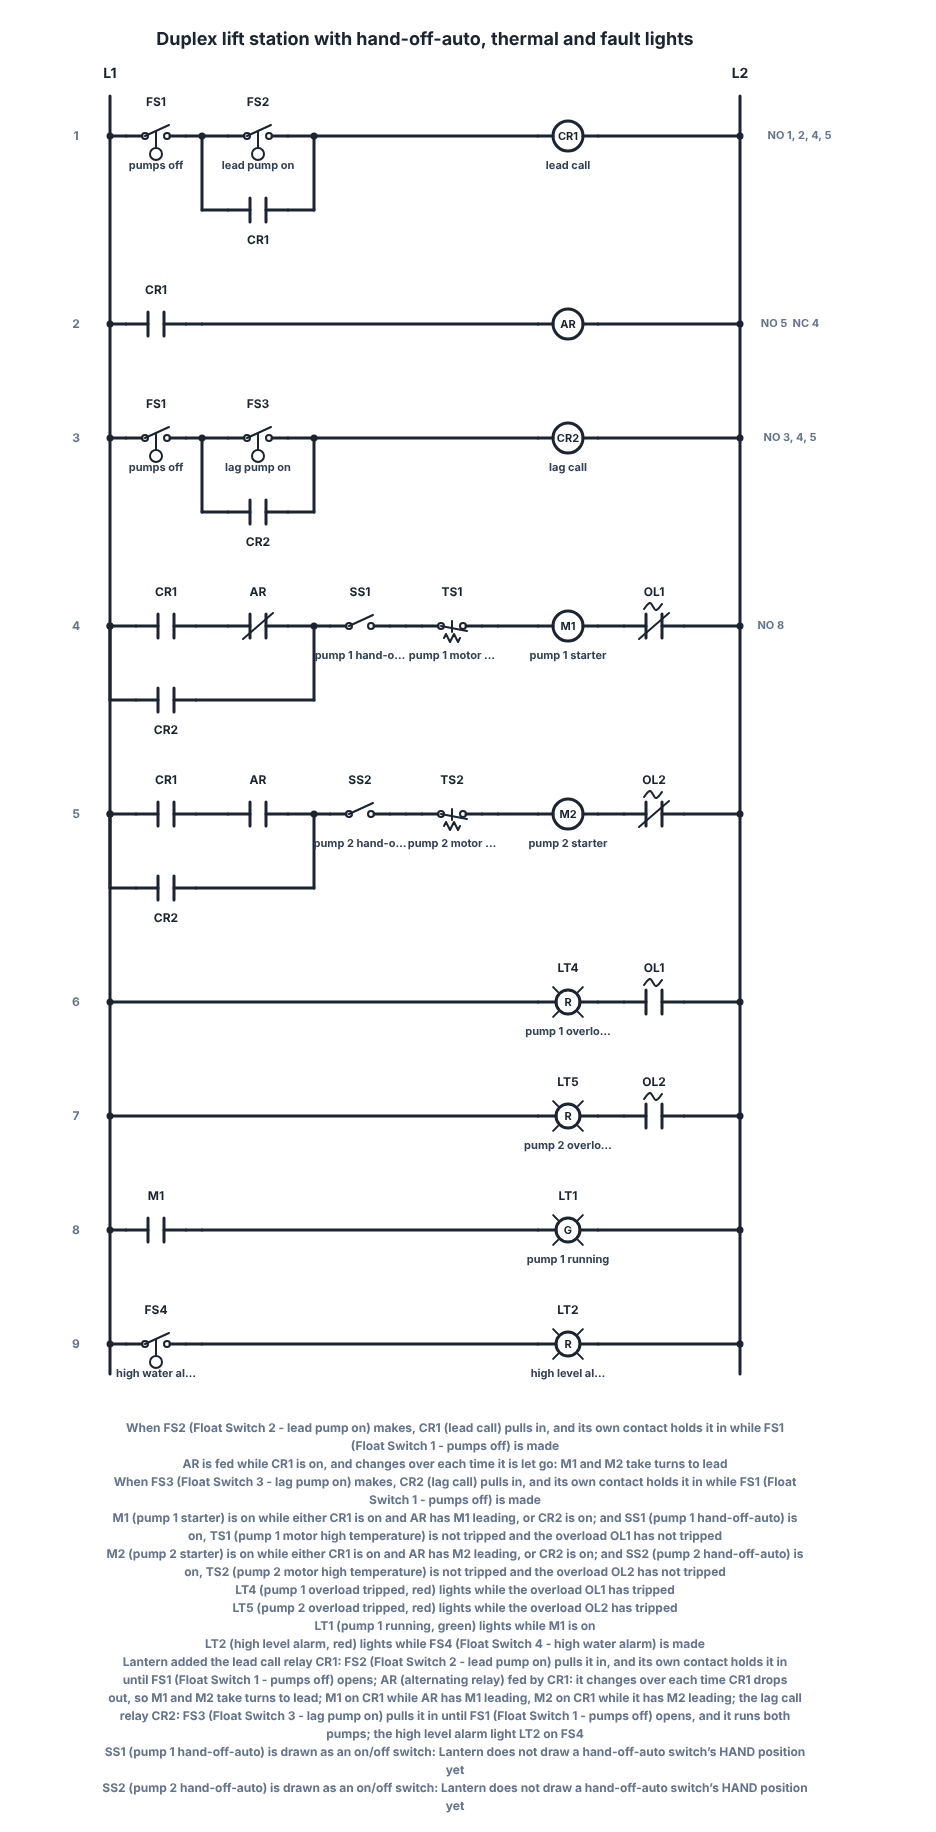 Duplex lift station with hand-off-auto, thermal and fault lights
L1 L2
FS1 FS2
1 CR1 NO 1, 2, 4, 5
pumps off lead pump on lead call
CR1
CR1
2 AR NO 5 NC 4
FS1 FS3
3 CR2 NO 3, 4, 5
pumps off lag pump on lag call
CR2
CR1 AR SS1 TS1 OL1
4 M1 NO 8
pump 1 hand-o... pump 1 motor ... pump 1 starter
CR2
CR1 AR SS2 TS2 OL2
5 M2
pump 2 hand-o... pump 2 motor ... pump 2 starter
CR2
LT4 OL1
6 R
pump 1 overlo...
LT5 OL2
7 R
pump 2 overlo...
M1 LT1
8 G
pump 1 running
FS4 LT2
9 R
high water al... high level al...
When FS2 (Float Switch 2 - lead pump on) makes, CR1 (lead call) pulls in, and its own contact holds it in while FS1
(Float Switch 1 - pumps off) is made
AR is fed while CR1 is on, and changes over each time it is let go: M1 and M2 take turns to lead
When FS3 (Float Switch 3 - lag pump on) makes, CR2 (lag call) pulls in, and its own contact holds it in while FS1 (Float
Switch 1 - pumps off) is made
M1 (pump 1 starter) is on while either CR1 is on and AR has M1 leading, or CR2 is on; and SS1 (pump 1 hand-off-auto) is
on, TS1 (pump 1 motor high temperature) is not tripped and the overload OL1 has not tripped
M2 (pump 2 starter) is on while either CR1 is on and AR has M2 leading, or CR2 is on; and SS2 (pump 2 hand-off-auto) is
on, TS2 (pump 2 motor high temperature) is not tripped and the overload OL2 has not tripped
LT4 (pump 1 overload tripped, red) lights while the overload OL1 has tripped
LT5 (pump 2 overload tripped, red) lights while the overload OL2 has tripped
LT1 (pump 1 running, green) lights while M1 is on
LT2 (high level alarm, red) lights while FS4 (Float Switch 4 - high water alarm) is made
Lantern added the lead call relay CR1: FS2 (Float Switch 2 - lead pump on) pulls it in, and its own contact holds it in
until FS1 (Float Switch 1 - pumps off) opens; AR (alternating relay) fed by CR1: it changes over each time CR1 drops
out, so M1 and M2 take turns to lead; M1 on CR1 while AR has M1 leading, M2 on CR1 while it has M2 leading; the lag call
relay CR2: FS3 (Float Switch 3 - lag pump on) pulls it in until FS1 (Float Switch 1 - pumps off) opens, and it runs both
pumps; the high level alarm light LT2 on FS4
SS1 (pump 1 hand-off-auto) is drawn as an on/off switch: Lantern does not draw a hand-off-auto switch's HAND position
yet
SS2 (pump 2 hand-off-auto) is drawn as an on/off switch: Lantern does not draw a hand-off-auto switch's HAND position
yet